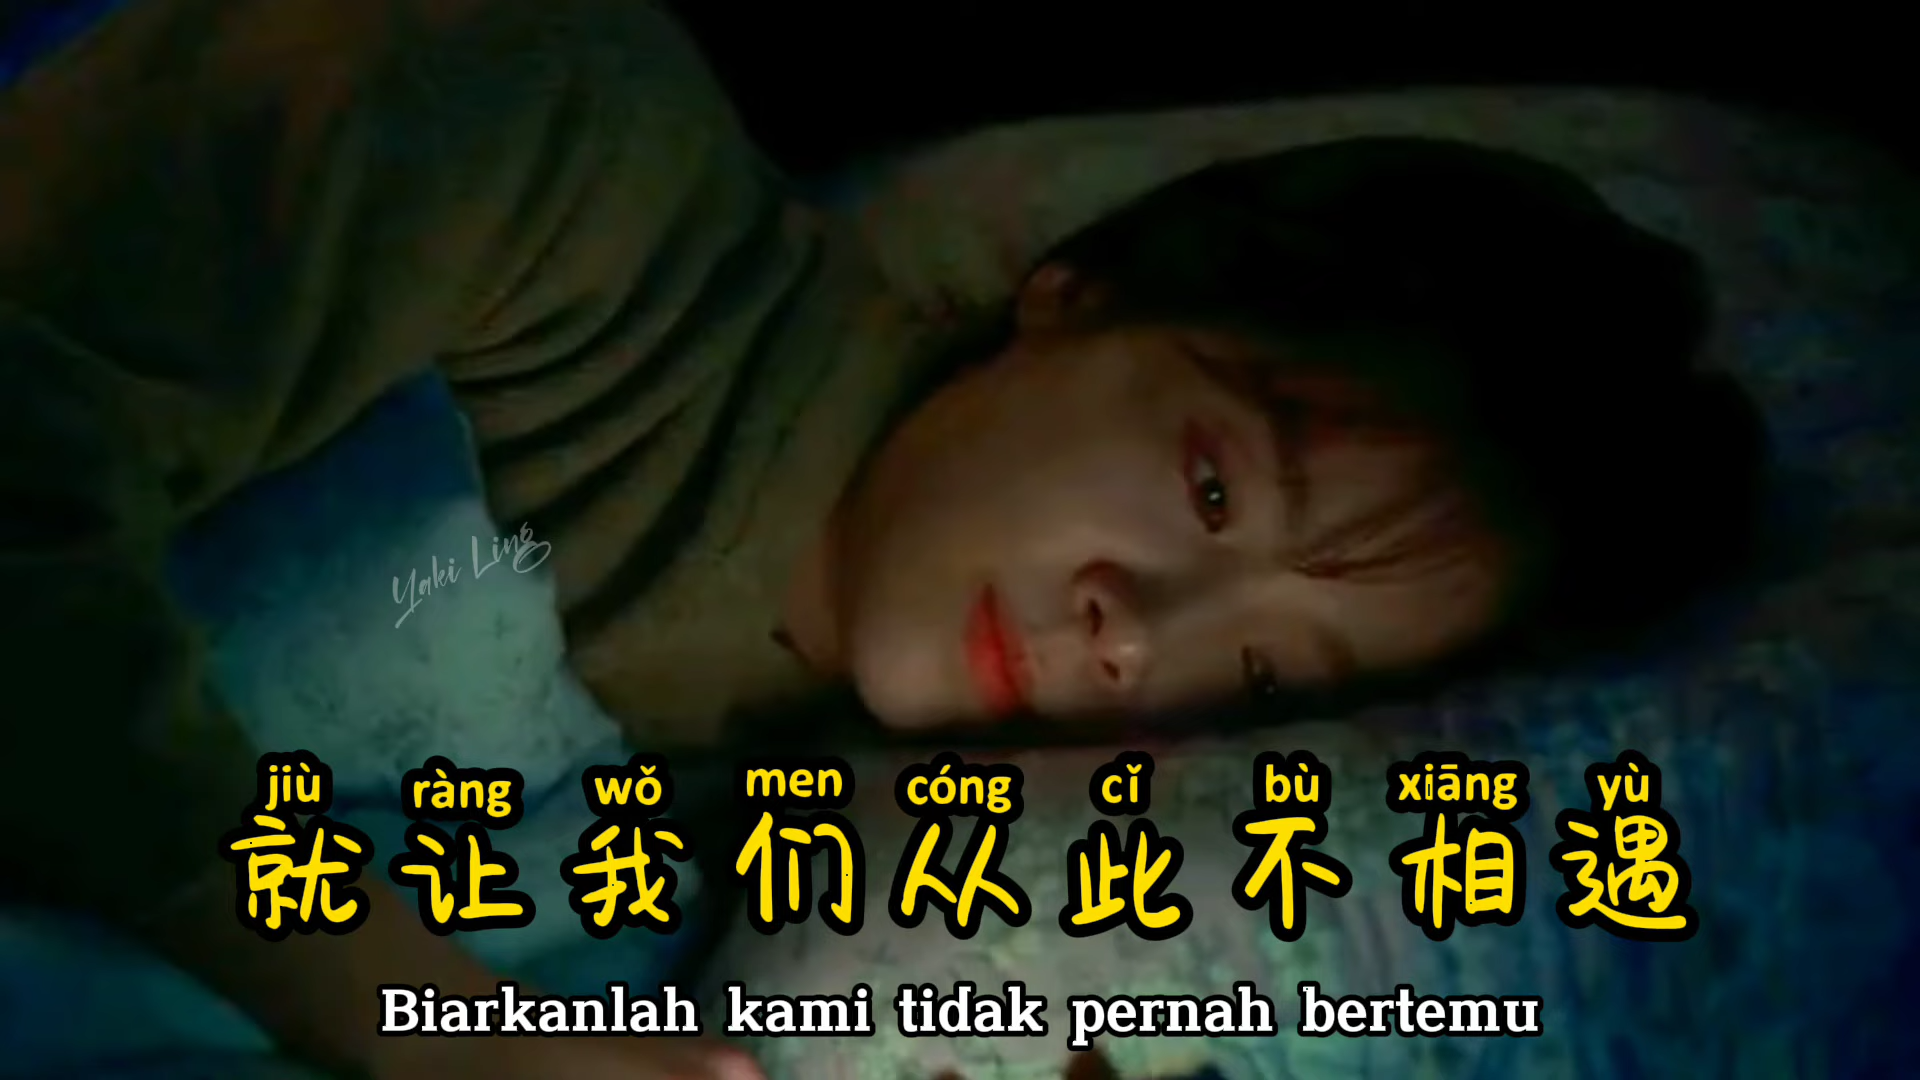 Yaki Ling
jiù ràng wǒ men cóng cǐ bù xiāng yù
就让我们从此不相遇
Biarkanlah kami tidak pernah bertemu